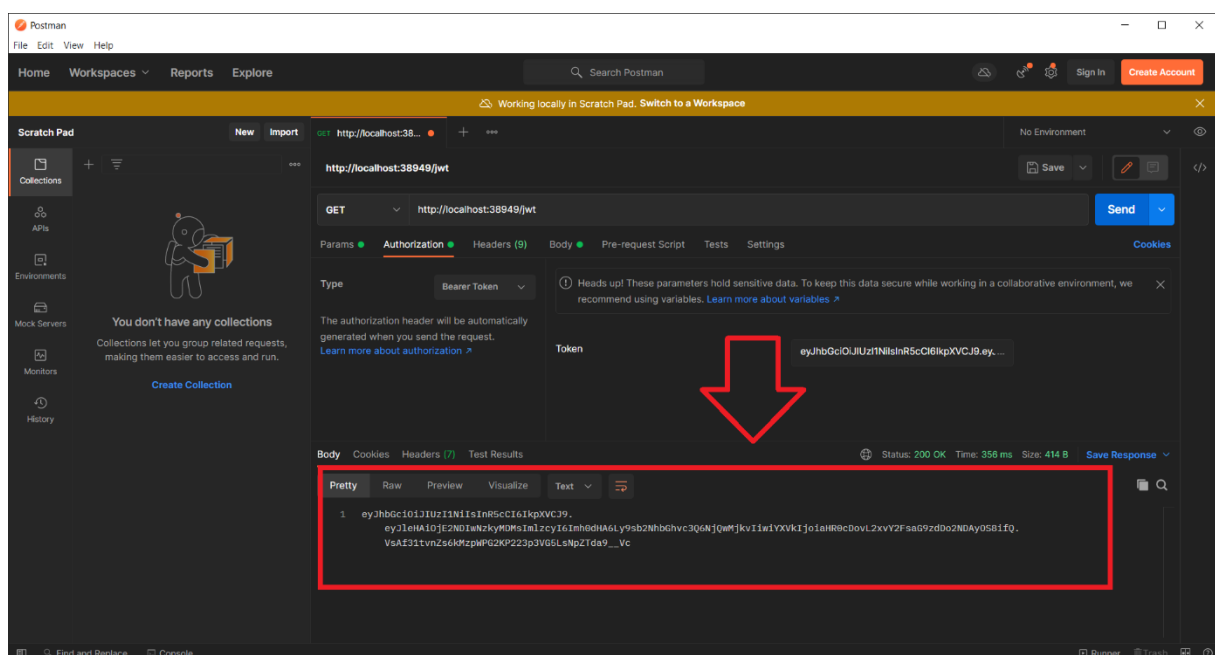 Postman
File Edit View Help
Home Workspaces Reports Explore
Search Postman
Sign In
Create Account
Working locally in Scratch Pad. Switch to a Workspace
Scratch Pad
New Import
GET http://localhost:38...
No Environment
Collections
APIs
Environments
Mock Servers
Monitors
History
You don't have any collections
Collections let you group related requests,
making them easier to access and run.
Create Collection
http://localhost:38949/jwt
Save
GET http://localhost:38949/jwt
Send
Params Authorization Headers (9) Body Pre-request Script Tests Settings
Cookies
Type
Bearer Token
Heads up! These parameters hold sensitive data. To keep this data secure while working in a collaborative environment, we
recommend using variables. Learn more about variables
The authorization header will be automatically
generated when you send the request.
Learn more about authorization
Token
eyJhbGciOiJIUzI1NiIsInR5cCI6IkpXVCJ9.ey...
Body Cookies Headers (7) Test Results
Status: 200 OK Time: 356 ms Size: 414 B Save Response
Pretty Raw Preview Visualize Text
1 eyJhbGciOiJIUzI1NiIsInR5cCI6IkpXVCJ9.
eyJleHAiOjE2NDIwNzkyMDMsImlzcyI6Imh0dHA6Ly9sb2NhbGhvc3Q6NjQwMjkvIiwiYXVkIjoiaHR0cDovL2xvY2FsaG9zdDo2NDAyOS8ifQ.
VsAf31tvnZs6kMzpWPG2KP223p3VG5LsNpZTda9__Vc
Find and Replace Console
Runner Trash